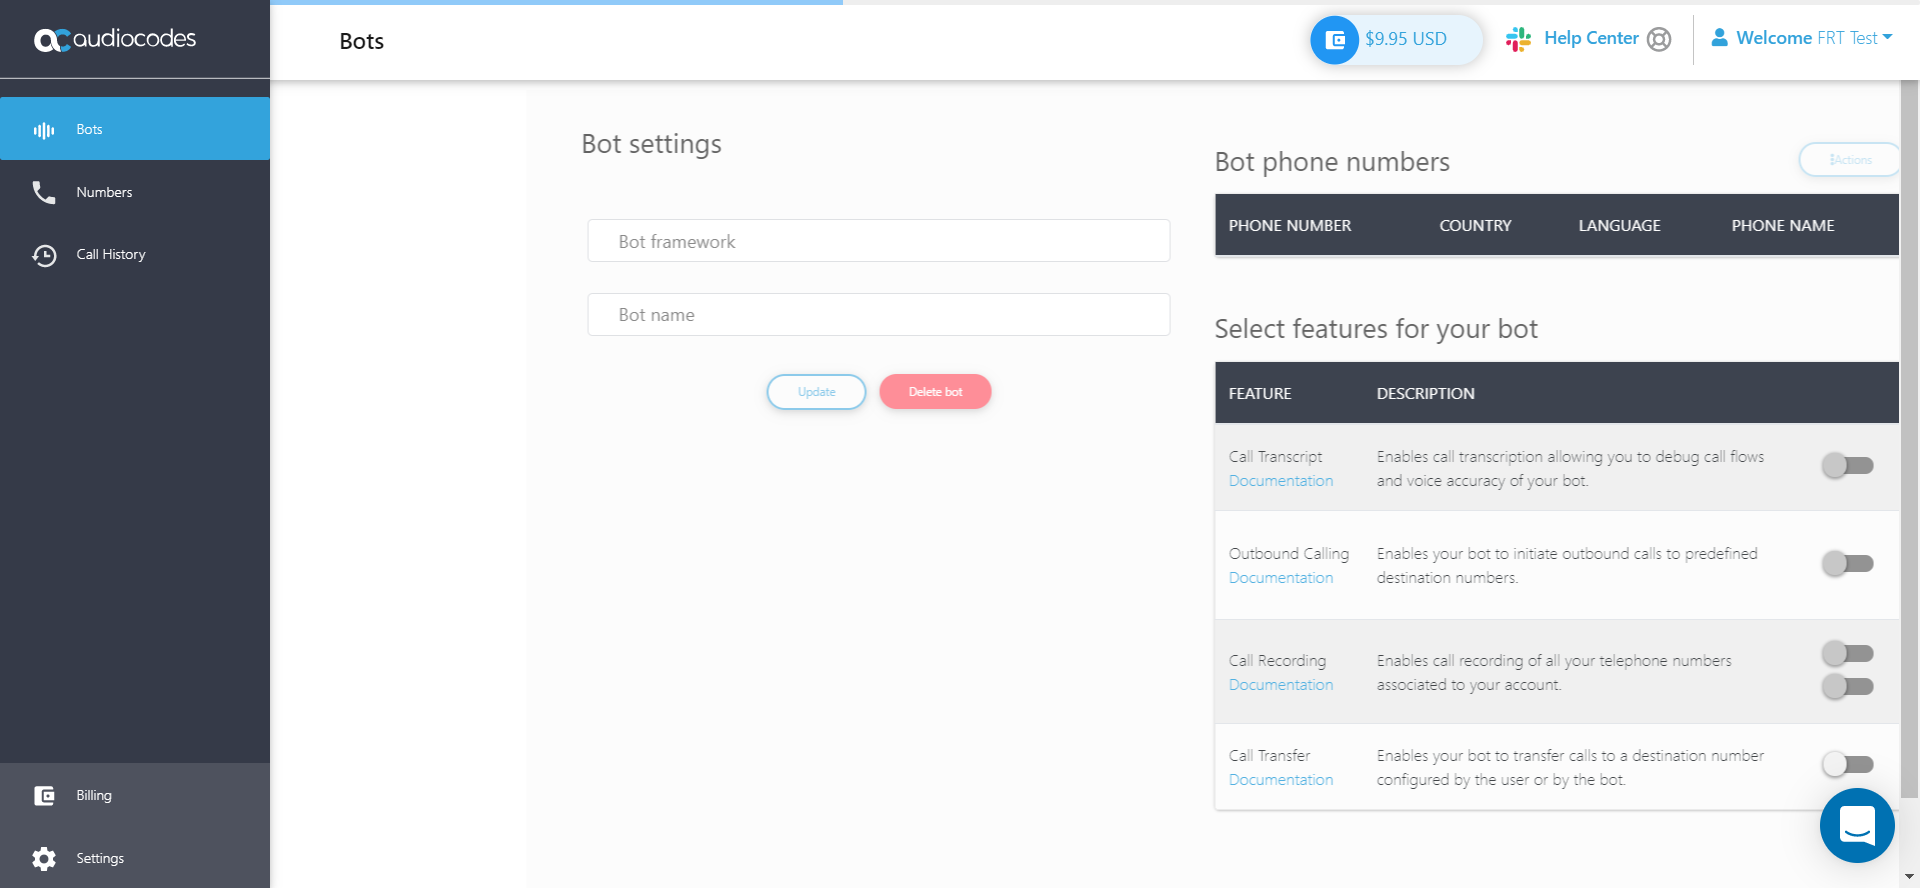 audiocodes
Bots
$9.95 USD
Help Center
Welcome FRT Test
Bots
Numbers
Call History
Billing
Settings
Bot settings
Bot framework
Bot name
Update
Delete bot
Bot phone numbers
Actions
PHONE NUMBER COUNTRY LANGUAGE PHONE NAME
Select features for your bot
FEATURE DESCRIPTION
Call Transcript
Documentation
Enables call transcription allowing you to debug call flows
and voice accuracy of your bot.
Outbound Calling
Documentation
Enables your bot to initiate outbound calls to predefined
destination numbers.
Call Recording
Documentation
Enables call recording of all your telephone numbers
associated to your account.
Call Transfer
Documentation
Enables your bot to transfer calls to a destination number
configured by the user or by the bot.